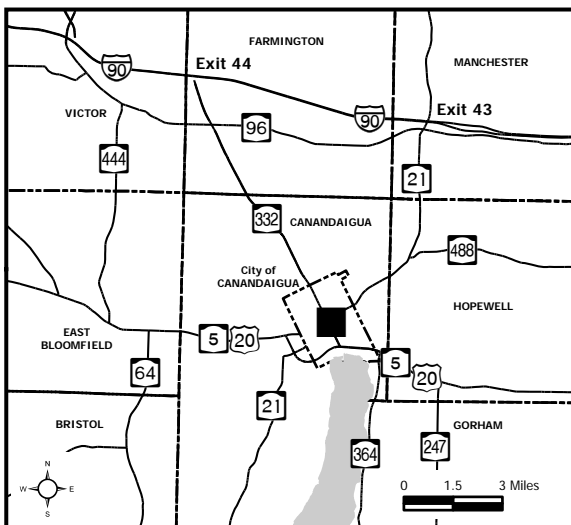 FARMINGTON
MANCHESTER
Exit 44
90
Exit 43
VICTOR
96
90
444
21
332
CANANDAIGUA
488
City of
CANANDAIGUA
HOPEWELL
EAST
BLOOMFIELD
5
20
5
20
64
21
BRISTOL
GORHAM
364
247
N
W
E
S
0 1.5 3 Miles